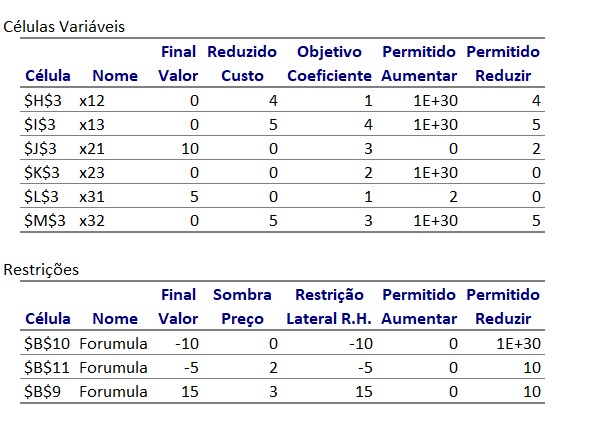 Células Variáveis
Final Reduzido Objetivo Permitido Permitido
Célula Nome Valor Custo Coeficiente Aumentar Reduzir
$H$3 x12 0 4 1 1E+30 4
$I$3 x13 0 5 4 1E+30 5
$J$3 x21 10 0 3 0 2
$K$3 x23 0 0 2 1E+30 0
$L$3 x31 5 0 1 2 0
$M$3 x32 0 5 3 1E+30 5
Restrições
Final Sombra Restrição Permitido Permitido
Célula Nome Valor Preço Lateral R.H. Aumentar Reduzir
$B$10 Forumula -10 0 -10 0 1E+30
$B$11 Forumula -5 2 -5 0 10
$B$9 Forumula 15 3 15 0 10